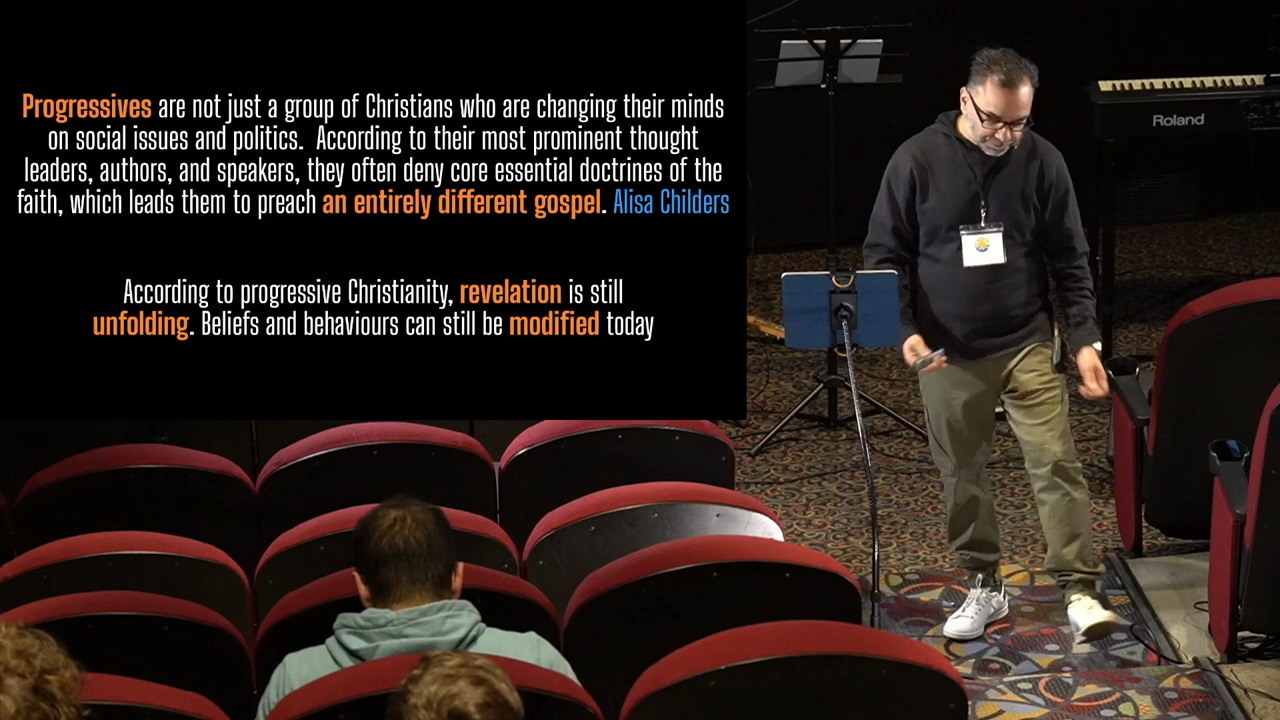 Progressives are not just a group of Christians who are changing their minds
on social issues and politics. According to their most prominent thought
leaders, authors, and speakers, they often deny core essential doctrines of the
faith, which leads them to preach an entirely different gospel. Alisa Childers
According to progressive Christianity, revelation is still
unfolding. Beliefs and behaviours can still be modified today
Roland